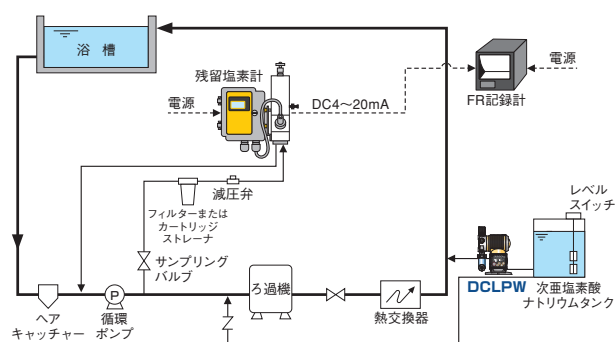 浴 槽
残留塩素計
電源
DC4〜20mA
電源
FR記録計
減圧弁
フィルターまたは
カートリッジ
ストレーナ
サンプリング
バルブ
レベル
スイッチ
ろ過機
P
DCLPW
次亜塩素酸
ナトリウムタンク
ヘア
キャッチャー
循環
ポンプ
熱交換器